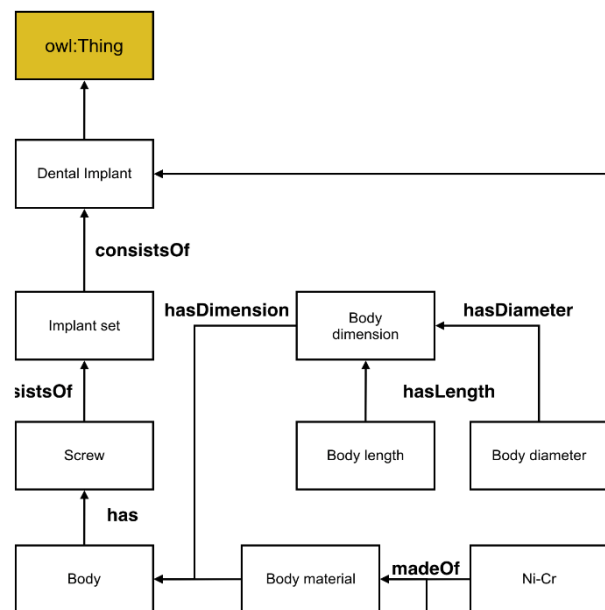 owl:Thing
Dental Implant
consistsOf
hasDimension
hasDiameter
Implant set
Body
dimension
sistsOf
hasLength
Screw
Body length
Body diameter
has
madeOf
Body
Body material
Ni-Cr